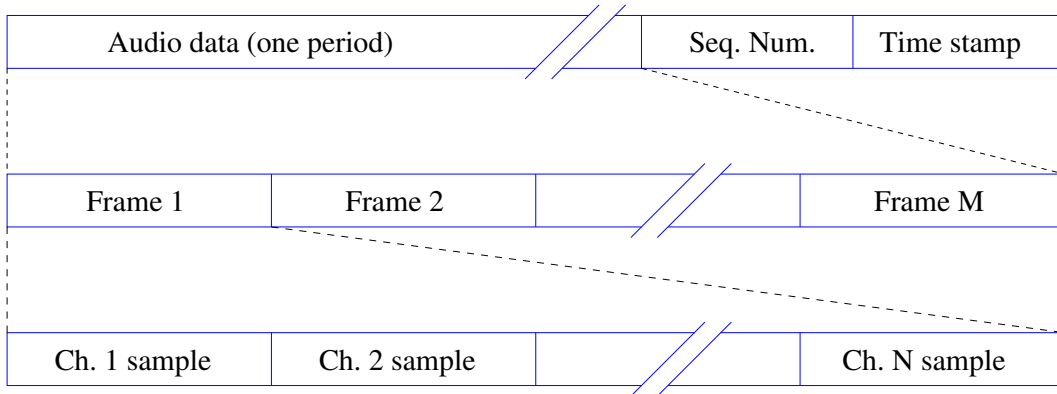 Audio data (one period) Seq. Num. Time stamp
Frame 1 Frame 2 Frame M
Ch. 1 sample Ch. 2 sample Ch. N sample